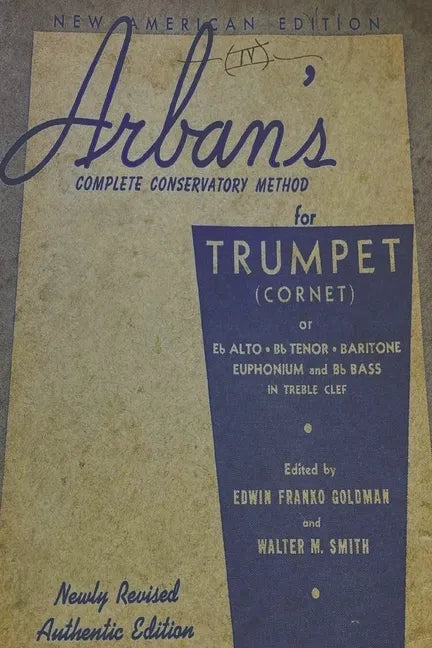 NEW AMERICAN EDITION
(IV)
Arban's
COMPLETE CONSERVATORY METHOD
for
TRUMPET
(CORNET)
or
Eb ALTO • Bb TENOR • BARITONE
EUPHONIUM and Bb BASS
IN TREBLE CLEF
Edited by
EDWIN FRANKO GOLDMAN
and
WALTER M. SMITH
Newly Revised
Authentic Edition